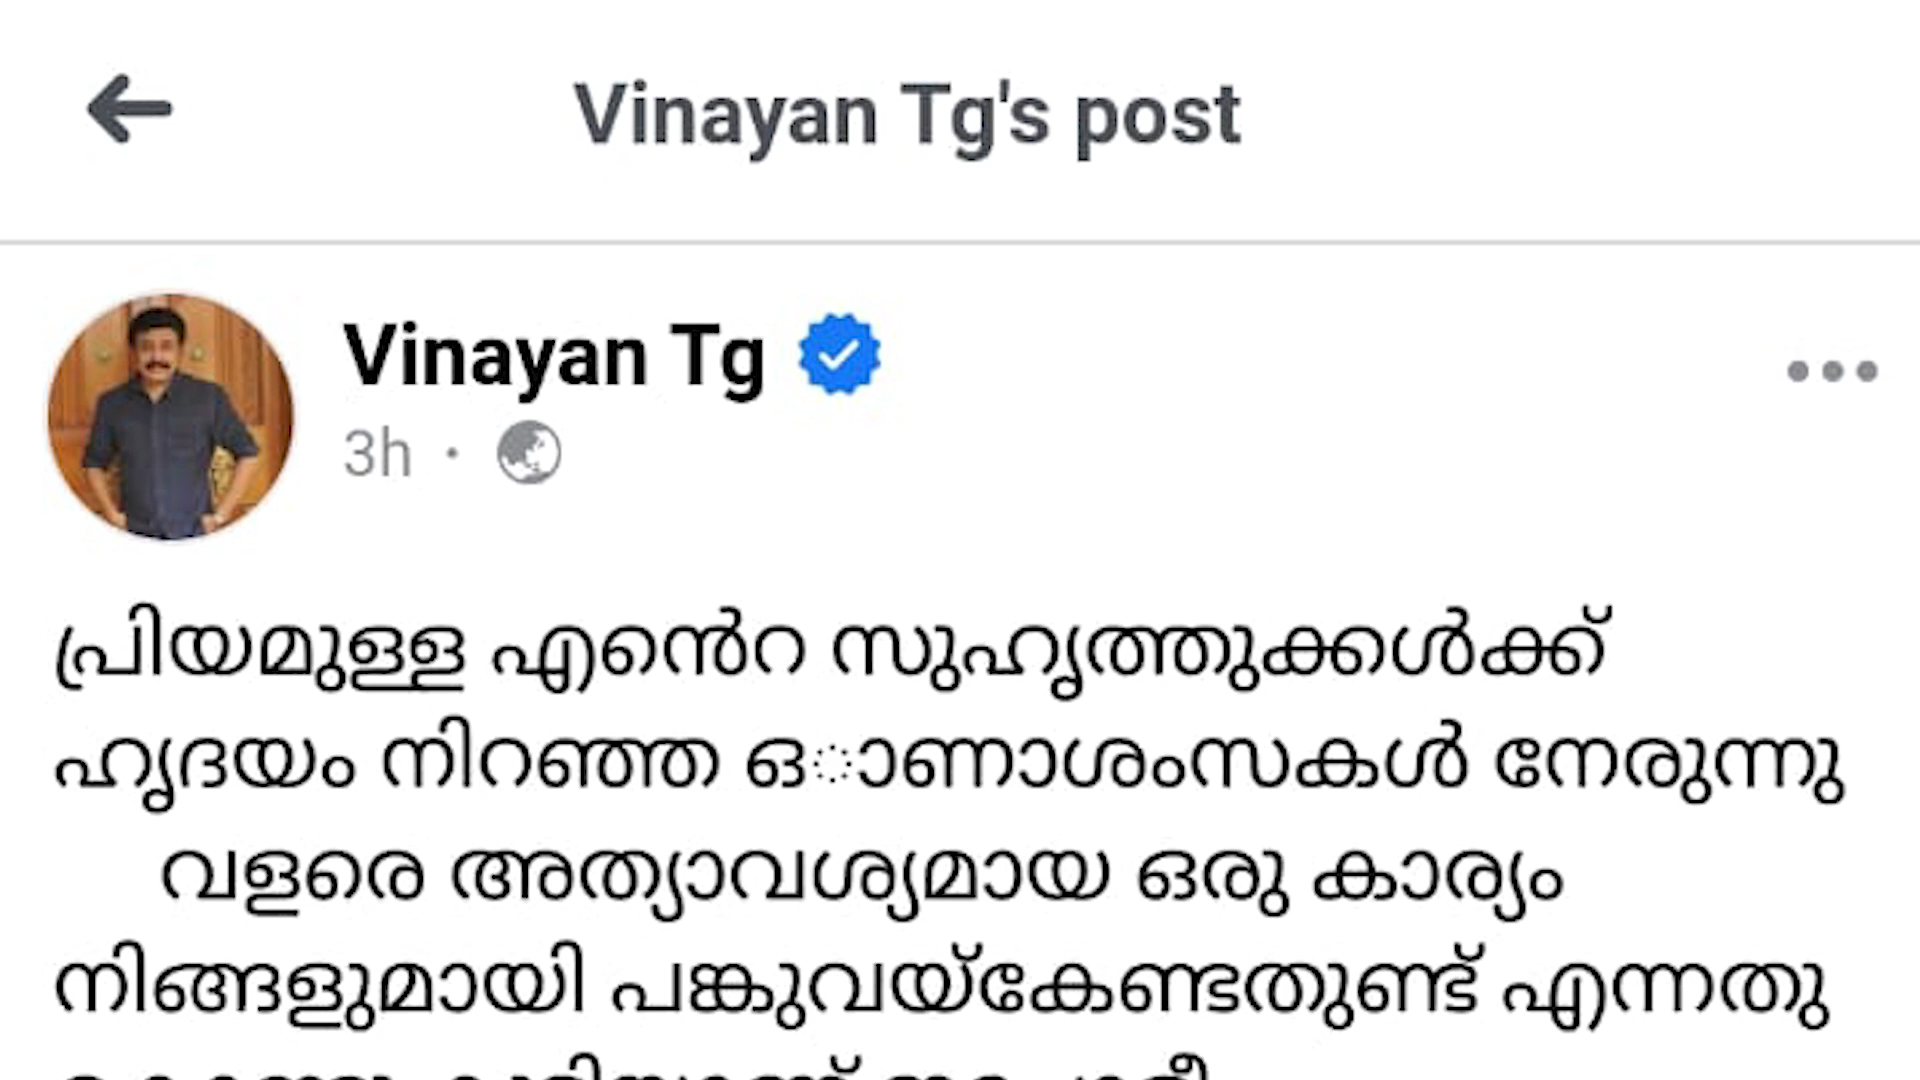 Vinayan Tg's post
Vinayan Tg
3h ·
പ്രിയമുള്ള എൻെറ സുഹൃത്തുക്കൾക്ക്
ഹൃദയം നിറഞ്ഞ ഒാണാശംസകൾ നേരുന്നു
വളരെ അത്യാവശ്യമായ ഒരു കാര്യം
നിങ്ങളുമായി പങ്കുവയ്കേണ്ടതുണ്ട് എന്നതു